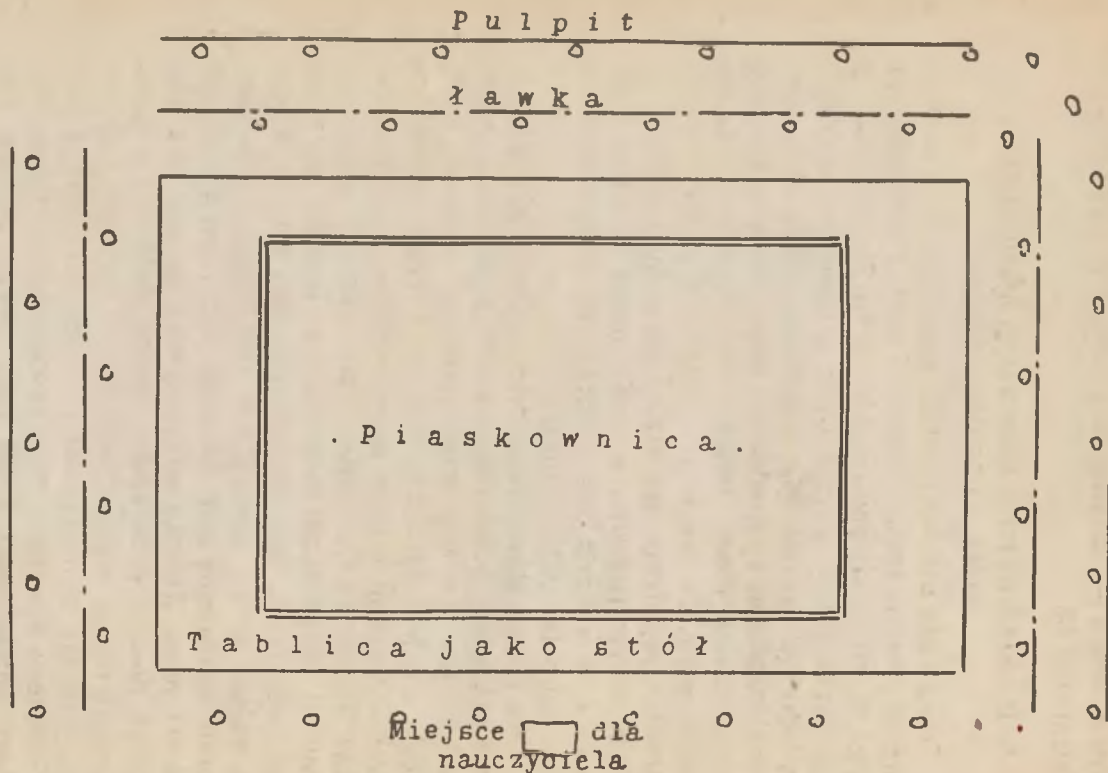 Pulpit
ławka
.Piaskownica.
Tablica jako stół
Miejsce dla
nauczyciela